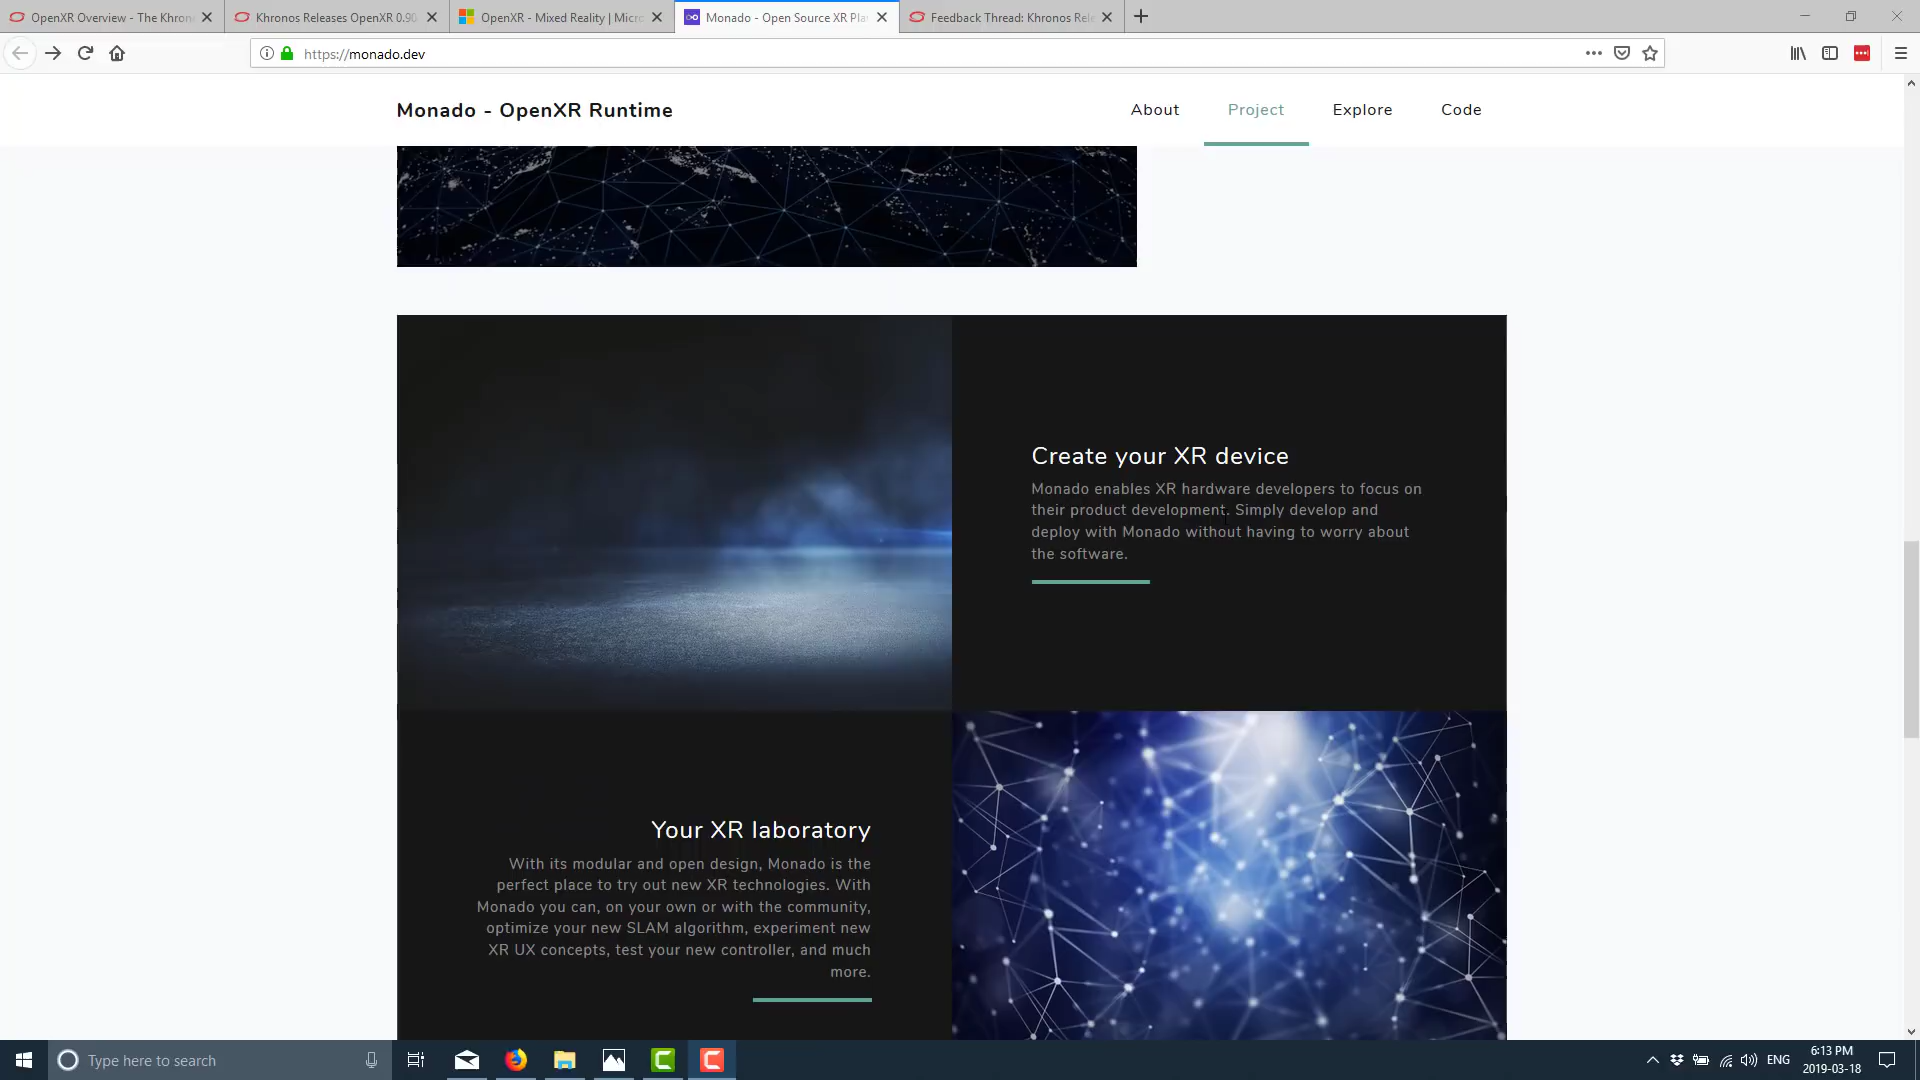 OpenXR Overview - The Khron
Khronos Releases OpenXR 0.90
OpenXR - Mixed Reality | Micro
Monado - Open Source XR Pla
Feedback Thread: Khronos Rele
https://monado.dev
Monado - OpenXR Runtime
About
Project
Explore
Code
Create your XR device
Monado enables XR hardware developers to focus on
their product development. Simply develop and
deploy with Monado without having to worry about
the software.
Your XR laboratory
With its modular and open design, Monado is the
perfect place to try out new XR technologies. With
Monado you can, on your own or with the community,
optimize your new SLAM algorithm, experiment new
XR UX concepts, test your new controller, and much
more.
Type here to search
ENG
6:13 PM
2019-03-18